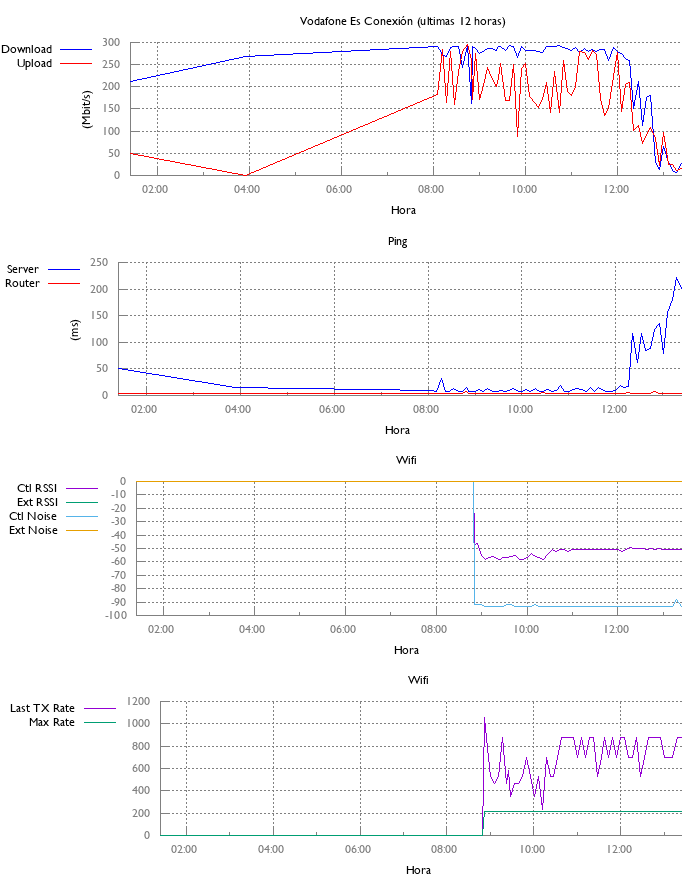 Vodafone Es Conexión (ultimas 12 horas)
Download
Upload
(Mbit/s)
300
250
200
150
100
50
0
02:00 04:00 06:00 08:00 10:00 12:00
Hora
Ping
Server
Router
(ms)
250
200
150
100
50
0
02:00 04:00 06:00 08:00 10:00 12:00
Hora
Wifi
Ctl RSSI
Ext RSSI
Ctl Noise
Ext Noise
0
-10
-20
-30
-40
-50
-60
-70
-80
-90
-100
02:00 04:00 06:00 08:00 10:00 12:00
Hora
Wifi
Last TX Rate
Max Rate
1200
1000
800
600
400
200
0
02:00 04:00 06:00 08:00 10:00 12:00
Hora